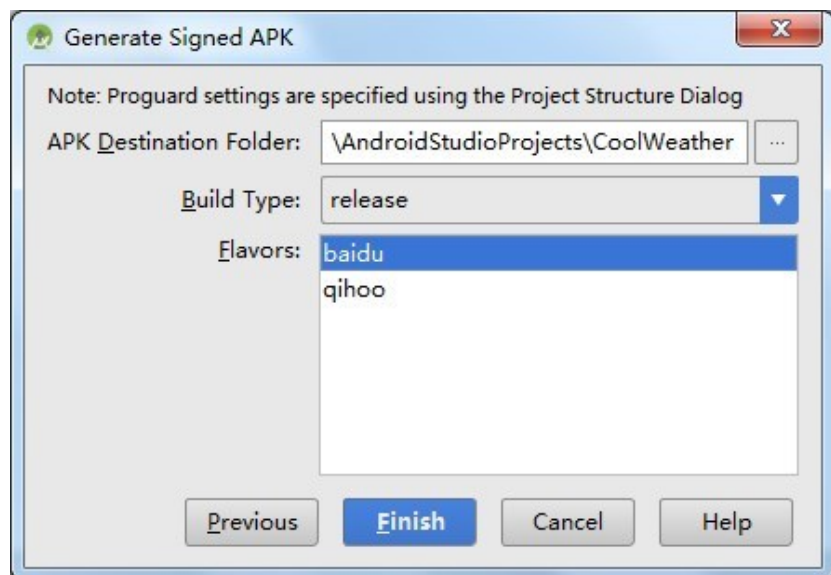 Generate Signed APK
Note: Proguard settings are specified using the Project Structure Dialog
APK Destination Folder: \AndroidStudioProjects\CoolWeather ...
Build Type: release
Flavors: baidu
qihoo
Previous Finish Cancel Help